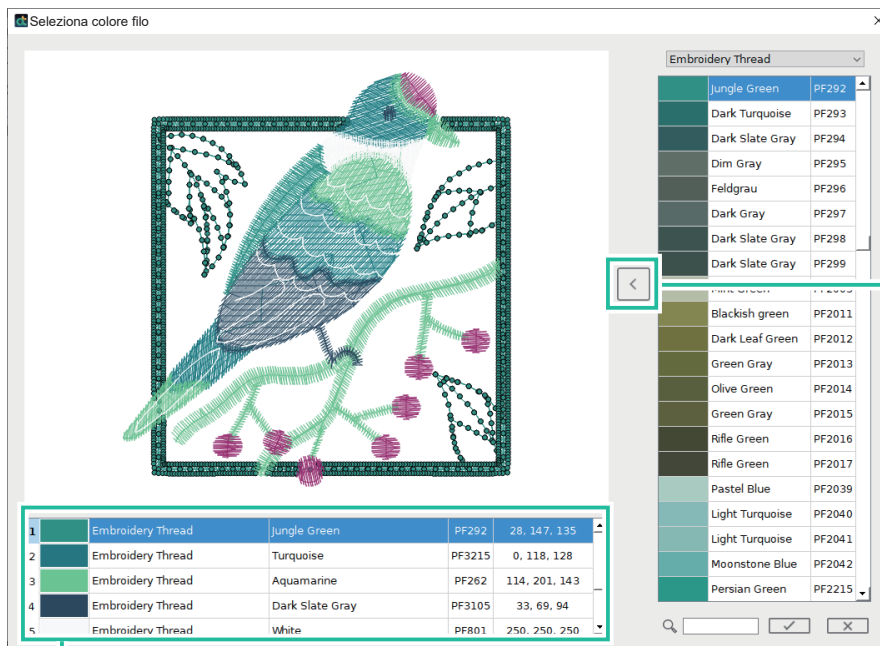 Seleziona colore filo
Embroidery Thread
Jungle Green PF292
Dark Turquoise PF293
Dark Slate Gray PF294
Dim Gray PF295
Feldgrau PF296
Dark Gray PF297
Dark Slate Gray PF298
Dark Slate Gray PF299
Blackish green PF2011
Dark Leaf Green PF2012
Green Gray PF2013
Olive Green PF2014
Green Gray PF2015
Rifle Green PF2016
Rifle Green PF2017
Pastel Blue PF2039
Light Turquoise PF2040
Light Turquoise PF2041
Moonstone Blue PF2042
Persian Green PF2215
1 Embroidery Thread Jungle Green PF292 28, 147, 135
2 Embroidery Thread Turquoise PF3215 0, 118, 128
3 Embroidery Thread Aquamarine PF262 114, 201, 143
4 Embroidery Thread Dark Slate Gray PF3105 33, 69, 94
5 Embroidery Thread White PF801 250, 250, 250